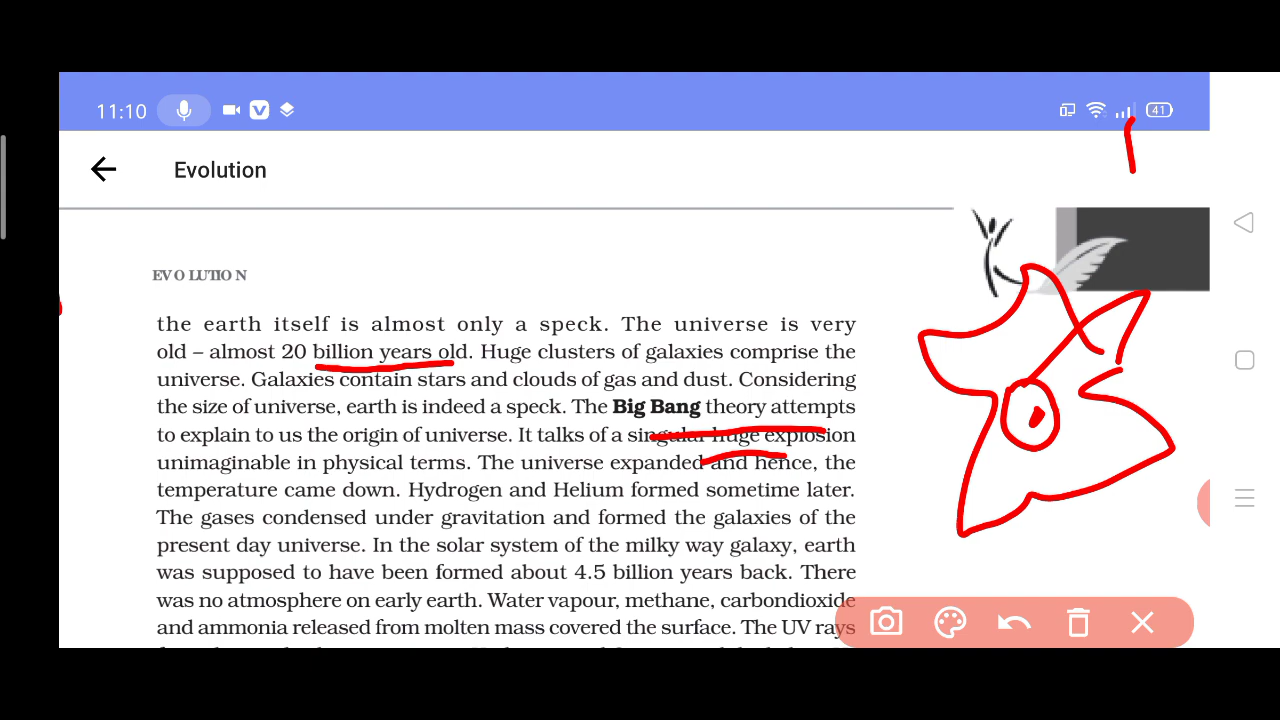 11:10
41
Evolution
EVOLUTION
the earth itself is almost only a speck. The universe is very
old – almost 20 billion years old. Huge clusters of galaxies comprise the
universe. Galaxies contain stars and clouds of gas and dust. Considering
the size of universe, earth is indeed a speck. The Big Bang theory attempts
to explain to us the origin of universe. It talks of a singular huge explosion
unimaginable in physical terms. The universe expanded and hence, the
temperature came down. Hydrogen and Helium formed sometime later.
The gases condensed under gravitation and formed the galaxies of the
present day universe. In the solar system of the milky way galaxy, earth
was supposed to have been formed about 4.5 billion years back. There
was no atmosphere on early earth. Water vapour, methane, carbondioxide
and ammonia released from molten mass covered the surface. The UV rays